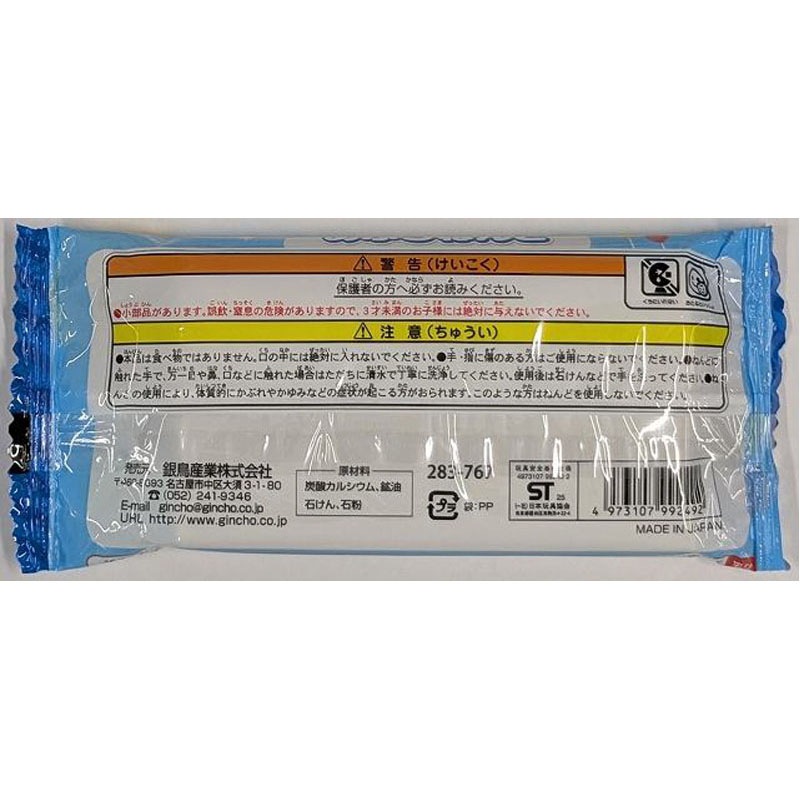 ⚠ 警告(けいこく)
保護者の方へ必ずお読みください。
●小部品があります。誤飲・窒息の危険がありますので、3才未満のお子様には絶対に与えないでください。
⚠ 注意(ちゅうい)
●本品は食べ物ではありません。口の中には絶対に入れないでください。●手・指に傷のある方はご使用にならないでください。●ねんどに
触れた手で、万一目や鼻、口などに触れた場合はただちに清水で丁寧に洗浄してください。使用後は石けんなどで手を洗ってください。●ね
んどの使用により、体質的にかぶれやかゆみなどの症状が起こる方がおられます。このような方はねんどを使用しないでください。
発売元 銀鳥産業株式会社
〒460-8393 名古屋市中区大須3-1-80
☎(052) 241-9346
E-mail gincho@gincho.co.jp
UHL http://www.gincho.co.jp
原材料
炭酸カルシウム、鉱油
石けん、石粉
283-767
プラ 袋:PP
ST 25
(一社)日本玩具協会
4 973107 992492
MADE IN JAPAN